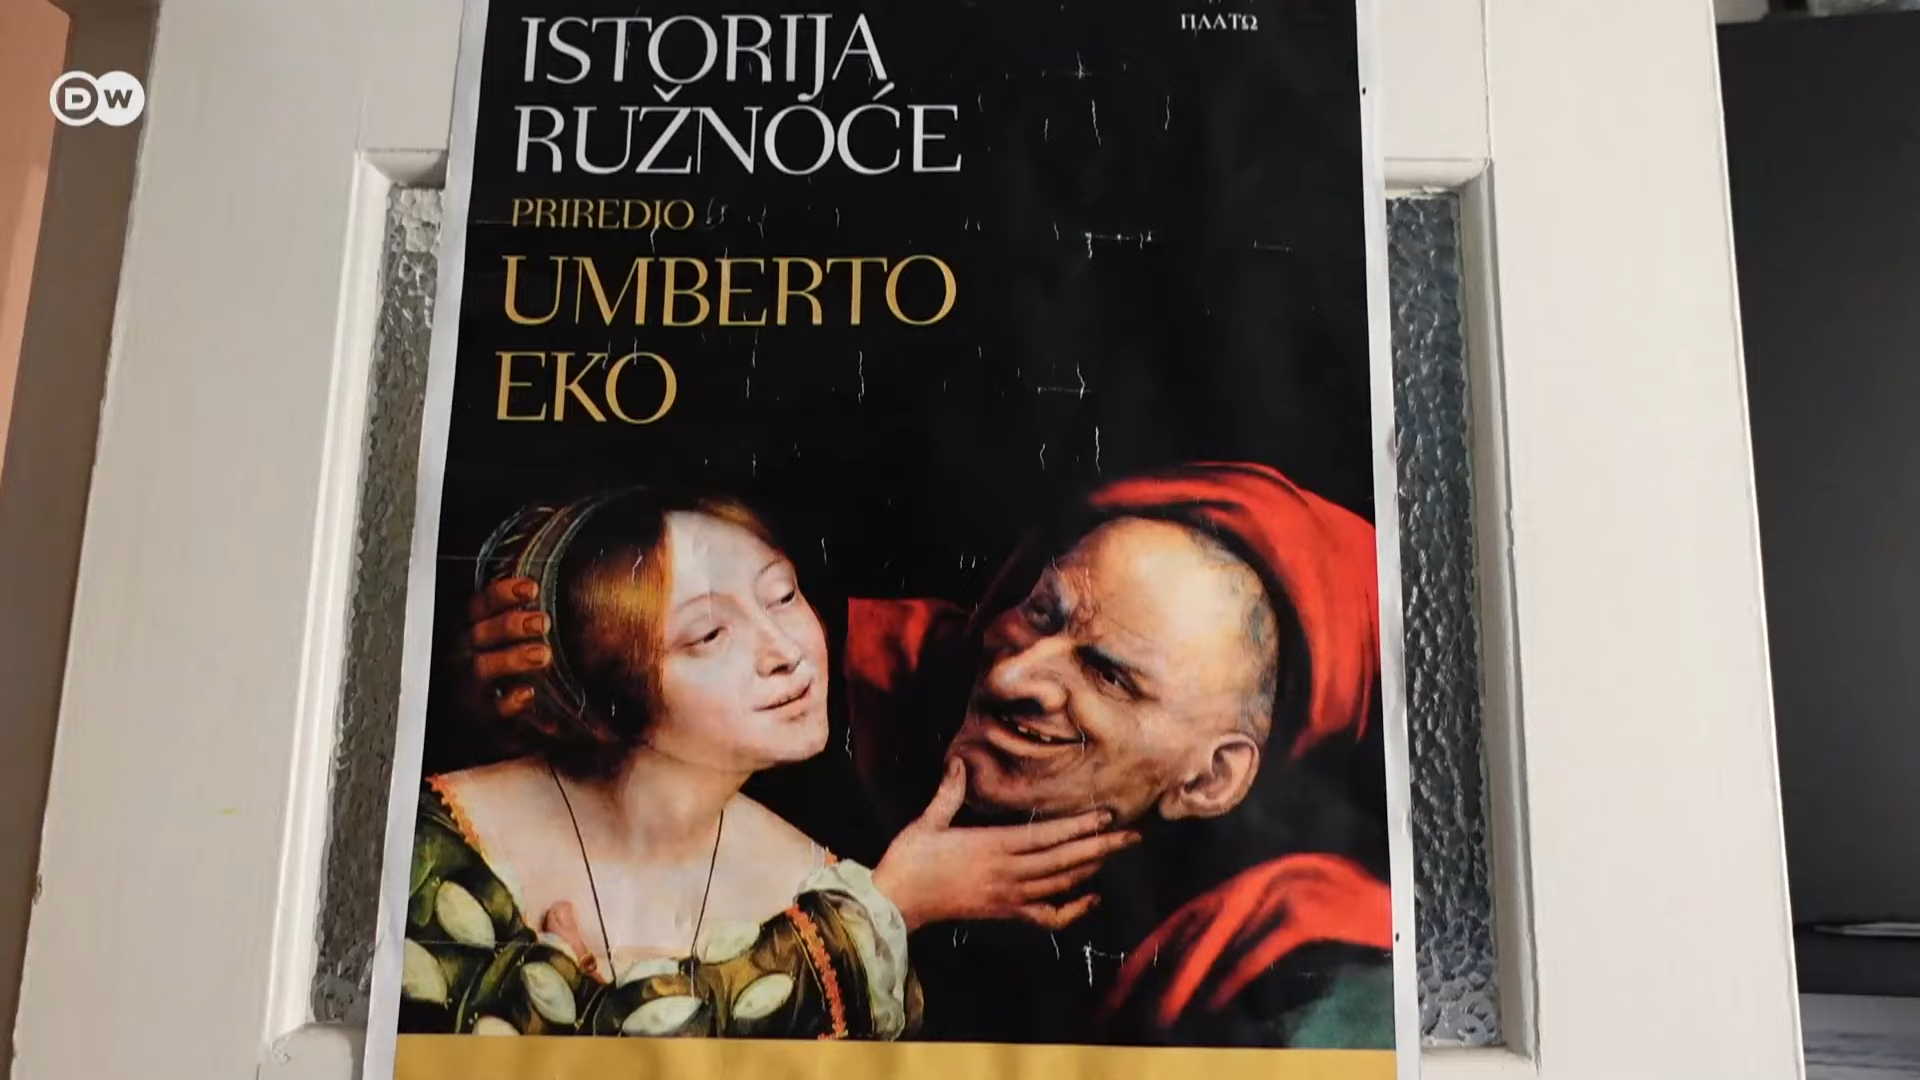 ΠΛΑΤΩ
DW
ISTORIJA
RUŽNOĆE
PRIREDIO
UMBERTO
EKO